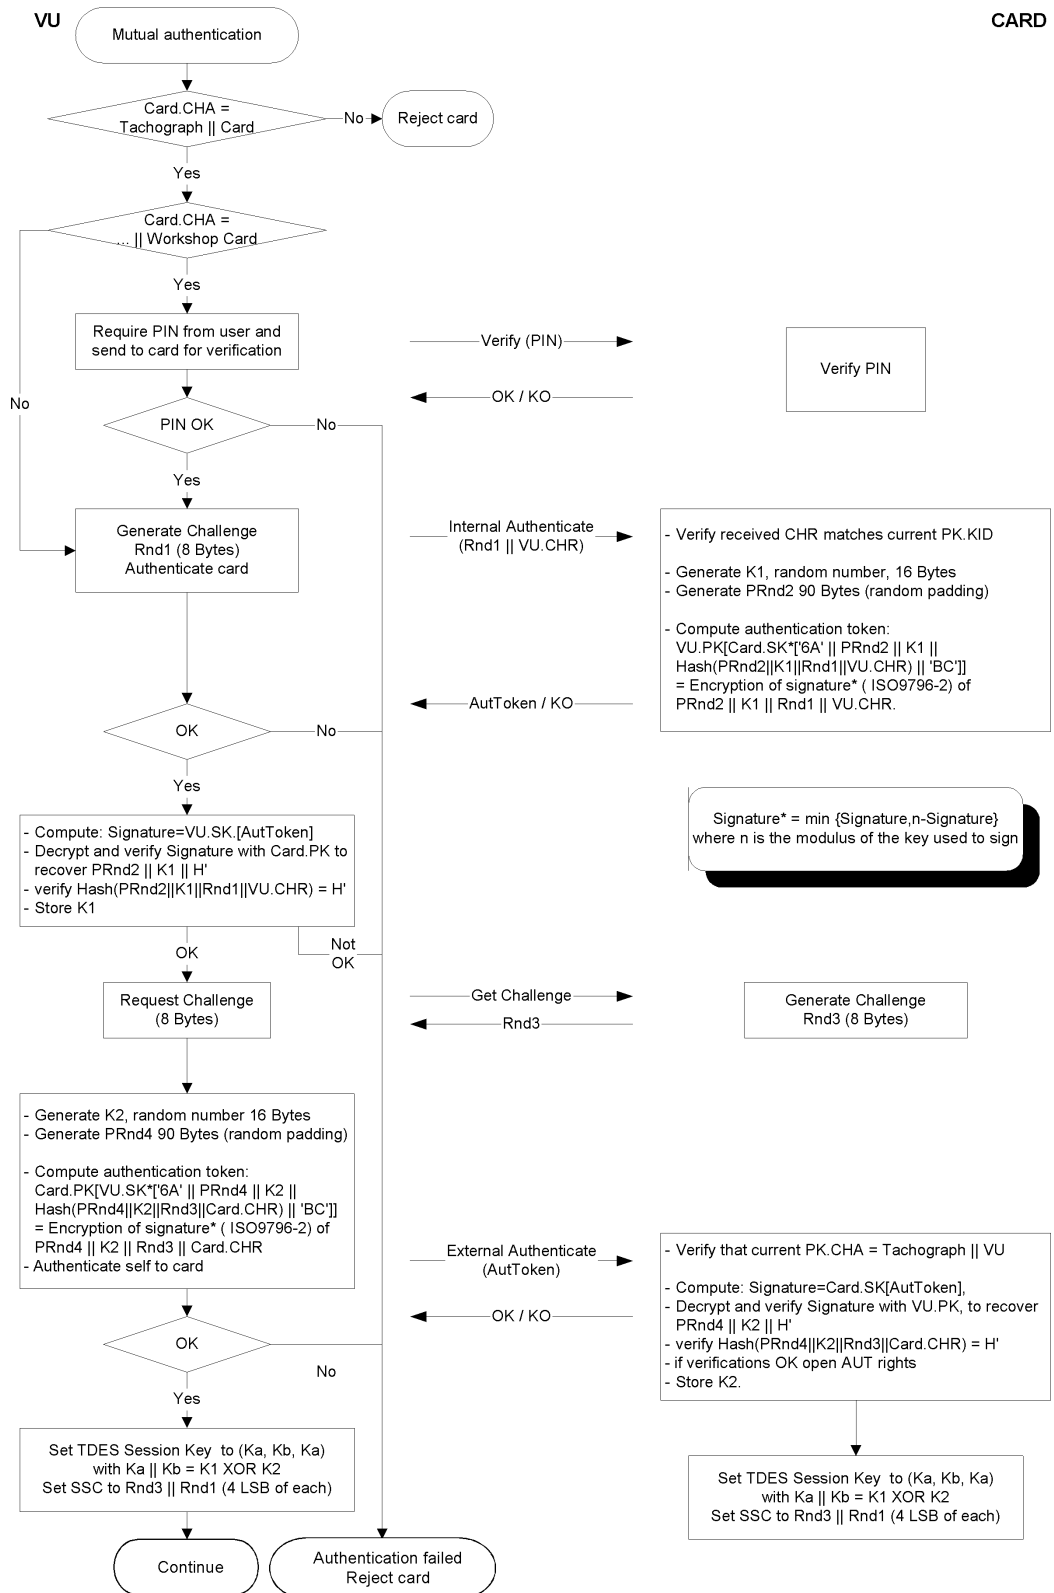 VU
CARD
Mutual authentication
Card.CHA =
Tachograph || Card
No
Reject card
Yes
Card.CHA =
... || Workshop Card
Yes
Require PIN from user and
send to card for verification
Verify (PIN)
Verify PIN
OK / KO
No
PIN OK
No
Yes
Generate Challenge
Rnd1 (8 Bytes)
Authenticate card
Internal Authenticate
(Rnd1 || VU.CHR)
- Verify received CHR matches current PK.KID
- Generate K1, random number, 16 Bytes
- Generate PRnd2 90 Bytes (random padding)
- Compute authentication token:
VU.PK[Card.SK*['6A' || PRnd2 || K1 ||
Hash(PRnd2||K1||Rnd1||VU.CHR) || 'BC']]
= Encryption of signature* ( ISO9796-2) of
PRnd2 || K1 || Rnd1 || VU.CHR.
AutToken / KO
OK
No
Yes
- Compute: Signature=VU.SK.[AutToken]
- Decrypt and verify Signature with Card.PK to
recover PRnd2 || K1 || H'
- verify Hash(PRnd2||K1||Rnd1||VU.CHR) = H'
- Store K1
Signature* = min {Signature,n-Signature}
where n is the modulus of the key used to sign
OK
Not
OK
Request Challenge
(8 Bytes)
Get Challenge
Rnd3
Generate Challenge
Rnd3 (8 Bytes)
- Generate K2, random number 16 Bytes
- Generate PRnd4 90 Bytes (random padding)
- Compute authentication token:
Card.PK[VU.SK*['6A' || PRnd4 || K2 ||
Hash(PRnd4||K2||Rnd3||Card.CHR) || 'BC']]
= Encryption of signature* ( ISO9796-2) of
PRnd4 || K2 || Rnd3 || Card.CHR
- Authenticate self to card
External Authenticate
(AutToken)
- Verify that current PK.CHA = Tachograph || VU
- Compute: Signature=Card.SK[AutToken],
- Decrypt and verify Signature with VU.PK, to recover
PRnd4 || K2 || H'
- verify Hash(PRnd4||K2||Rnd3||Card.CHR) = H'
- if verifications OK open AUT rights
- Store K2.
OK / KO
OK
No
Yes
Set TDES Session Key to (Ka, Kb, Ka)
with Ka || Kb = K1 XOR K2
Set SSC to Rnd3 || Rnd1 (4 LSB of each)
Set TDES Session Key to (Ka, Kb, Ka)
with Ka || Kb = K1 XOR K2
Set SSC to Rnd3 || Rnd1 (4 LSB of each)
Continue
Authentication failed
Reject card